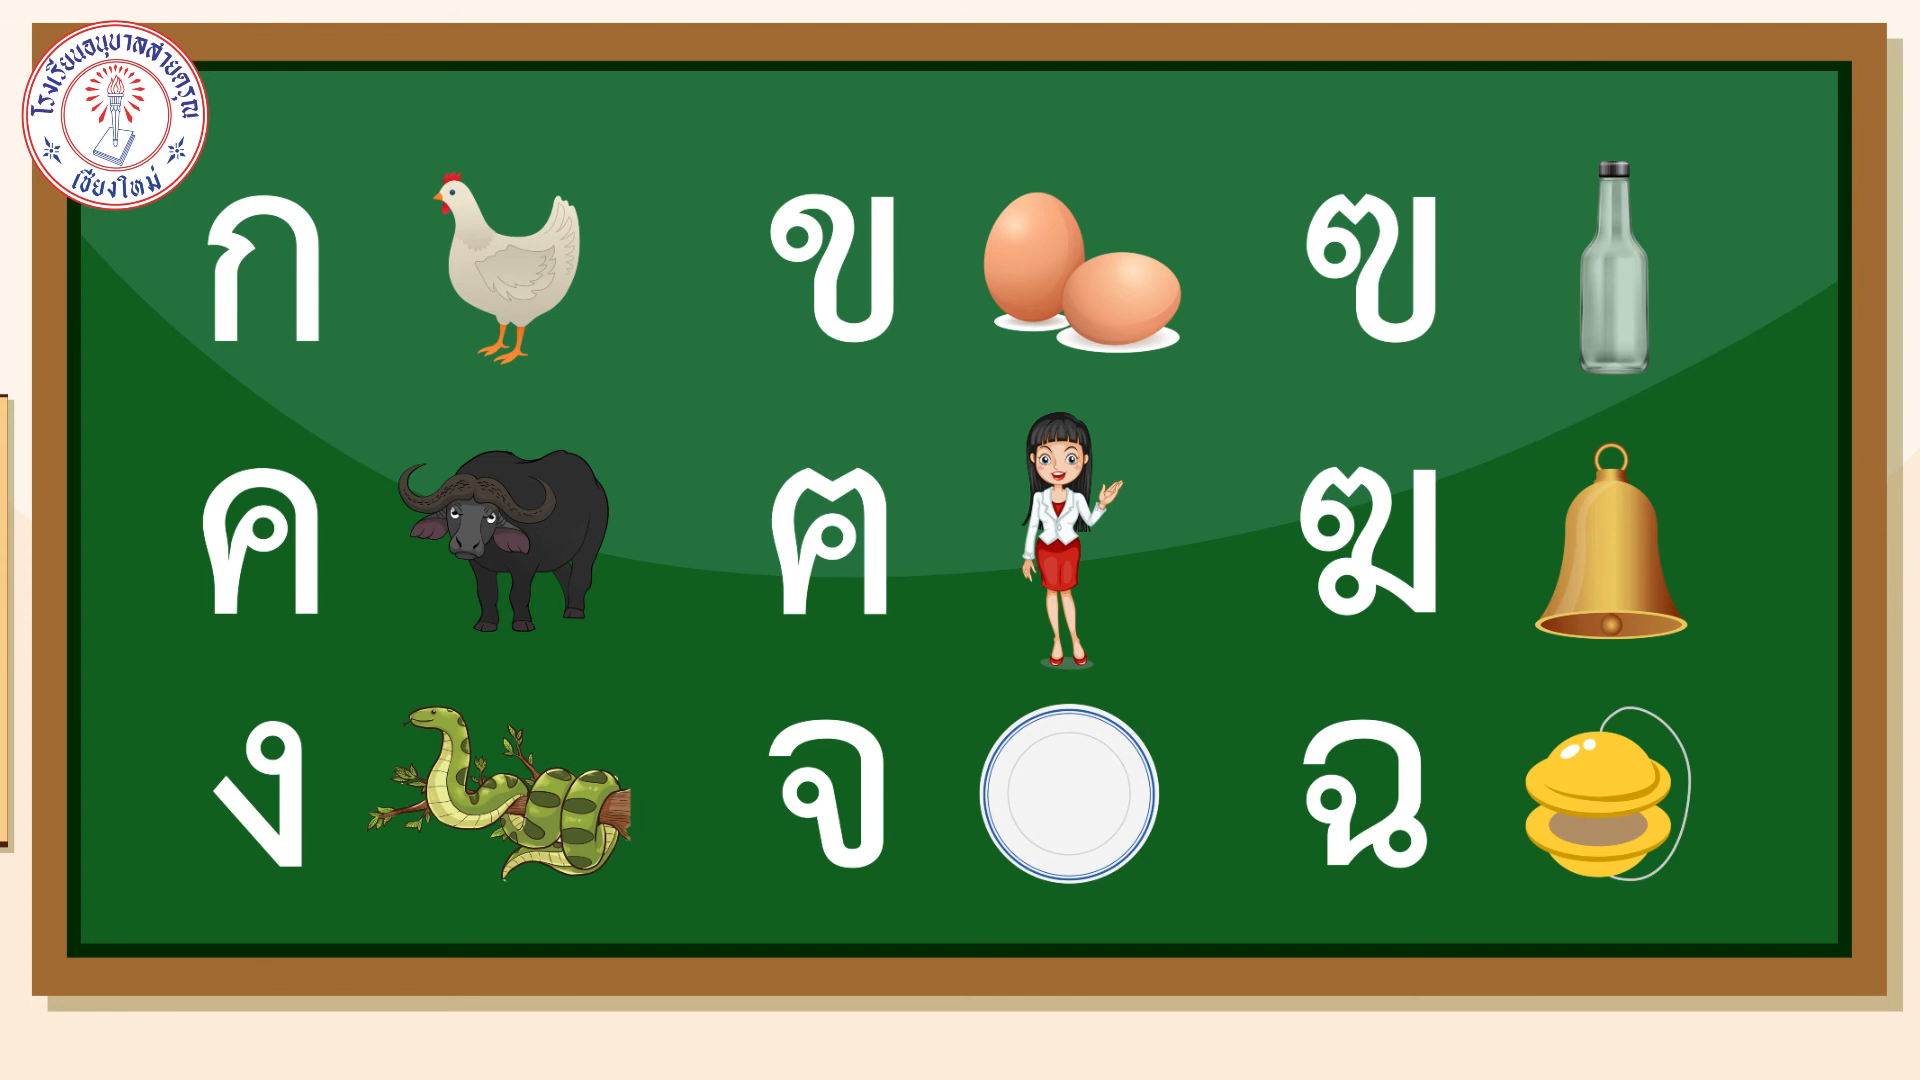 โรงเรียนอนุบาลสายอรุณ
เชียงใหม่
ก ข ฃ
ค ฅ ฆ
ง จ ฉ